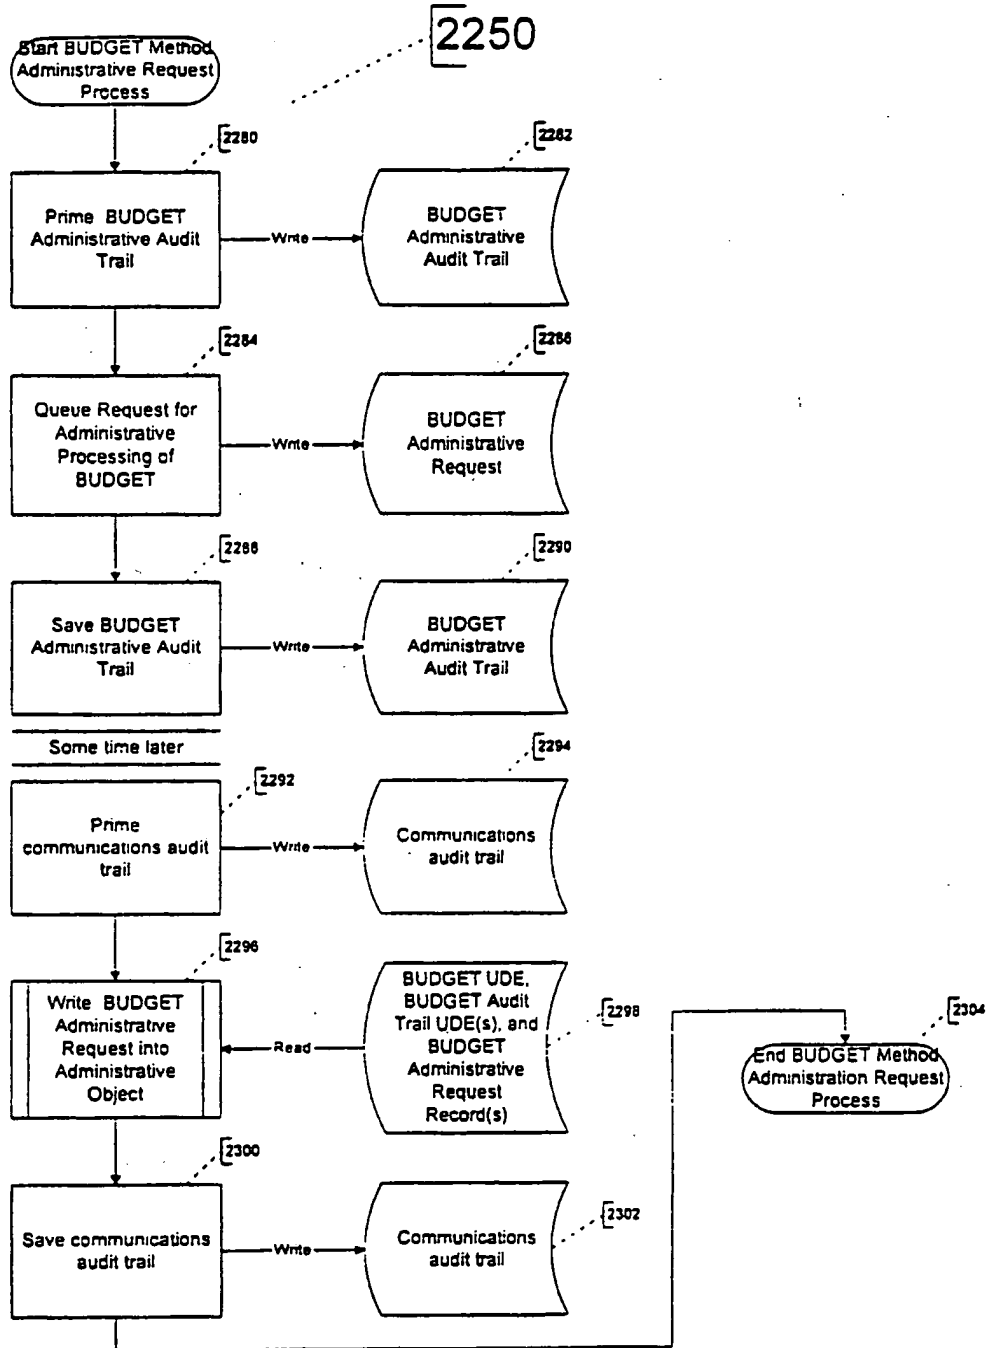 2250
Start BUDGET Method
Administrative Request
Process
2280
Prime BUDGET
Administrative Audit
Trail
Write
2282
BUDGET
Administrative
Audit Trail
2284
Queue Request for
Administrative
Processing of
BUDGET
Write
2286
BUDGET
Administrative
Request
2288
Save BUDGET
Administrative Audit
Trail
Write
2290
BUDGET
Administrative
Audit Trail
Some time later
2292
Prime
communications audit
trail
Write
2294
Communications
audit trail
2296
Write BUDGET
Administrative
Request into
Administrative
Object
Read
BUDGET UDE,
BUDGET Audit
Trail UDE(s), and
BUDGET
Administrative
Request
Record(s)
2298
2300
Save communications
audit trail
Write
Communications
audit trail
2302
2304
End BUDGET Method
Administration Request
Process